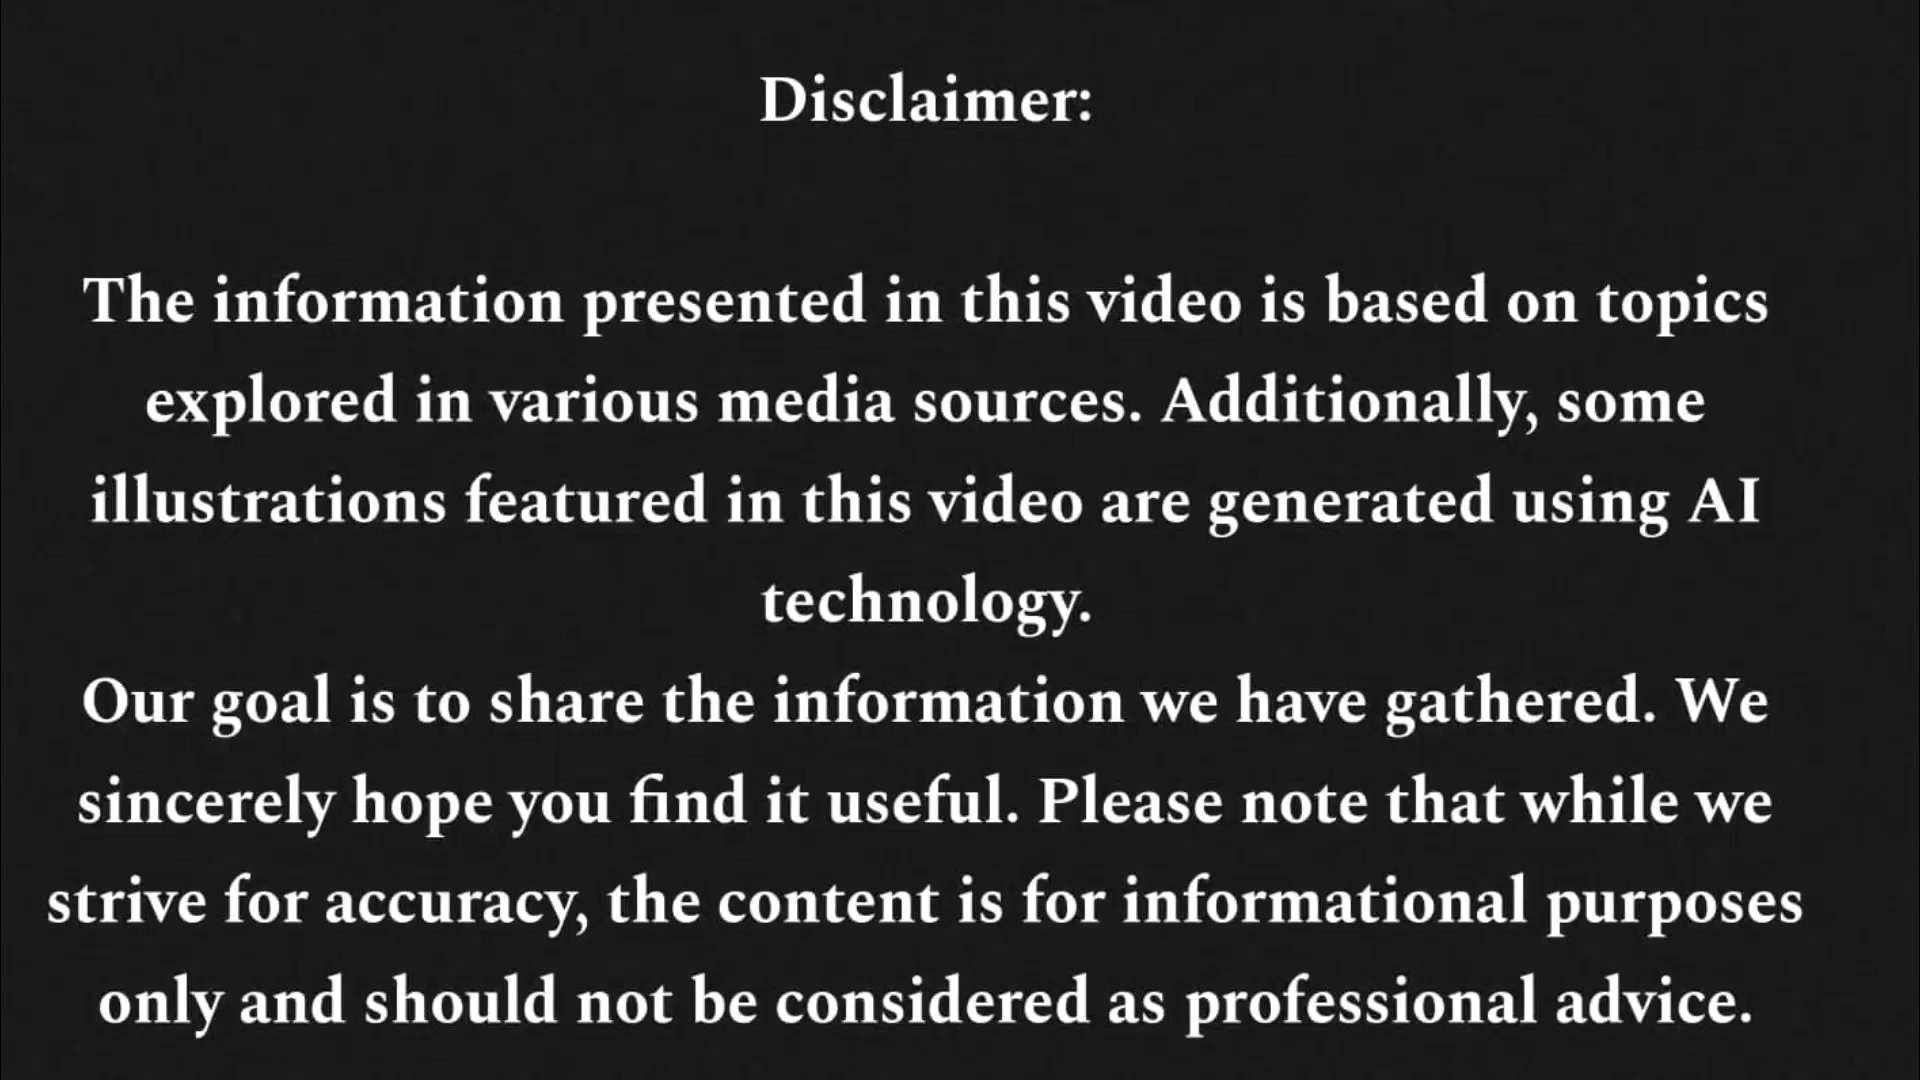 Disclaimer:
The information presented in this video is based on topics
explored in various media sources. Additionally, some
illustrations featured in this video are generated using AI
technology.
Our goal is to share the information we have gathered. We
sincerely hope you find it useful. Please note that while we
strive for accuracy, the content is for informational purposes
only and should not be considered as professional advice.